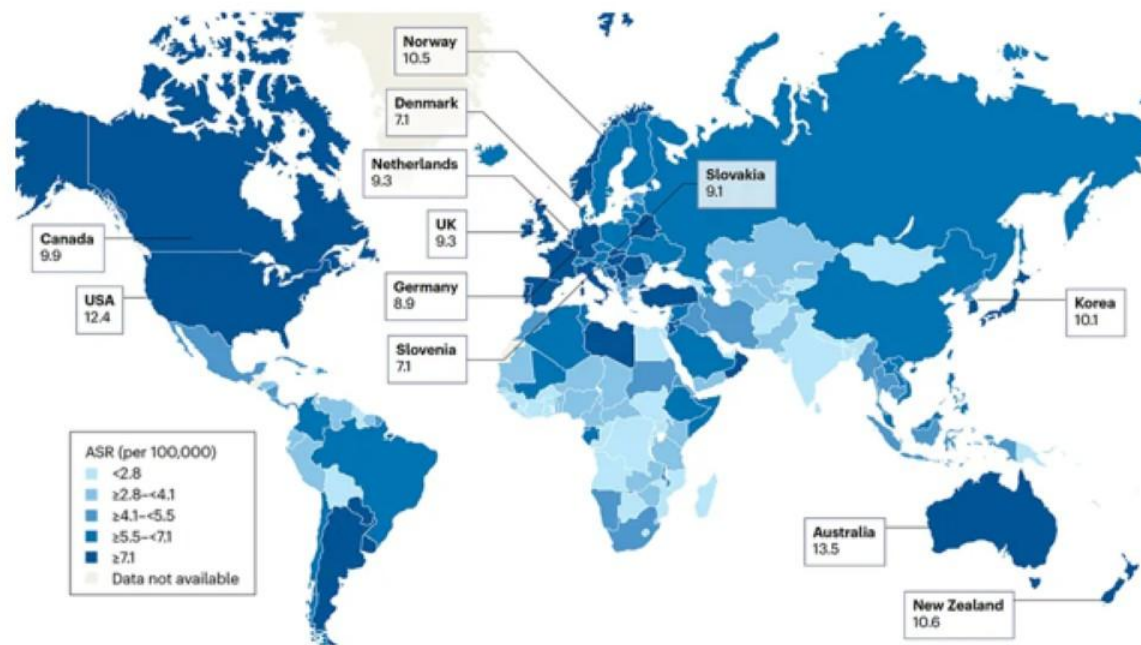 Norway
10.5
Denmark
7.1
Netherlands
9.3
Slovakia
9.1
UK
9.3
Canada
9.9
Germany
8.9
USA
12.4
Korea
10.1
Slovenia
7.1
ASR (per 100,000)
<2.8
≥2.8–<4.1
≥4.1–<5.5
≥5.5–<7.1
≥7.1
Data not available
Australia
13.5
New Zealand
10.6